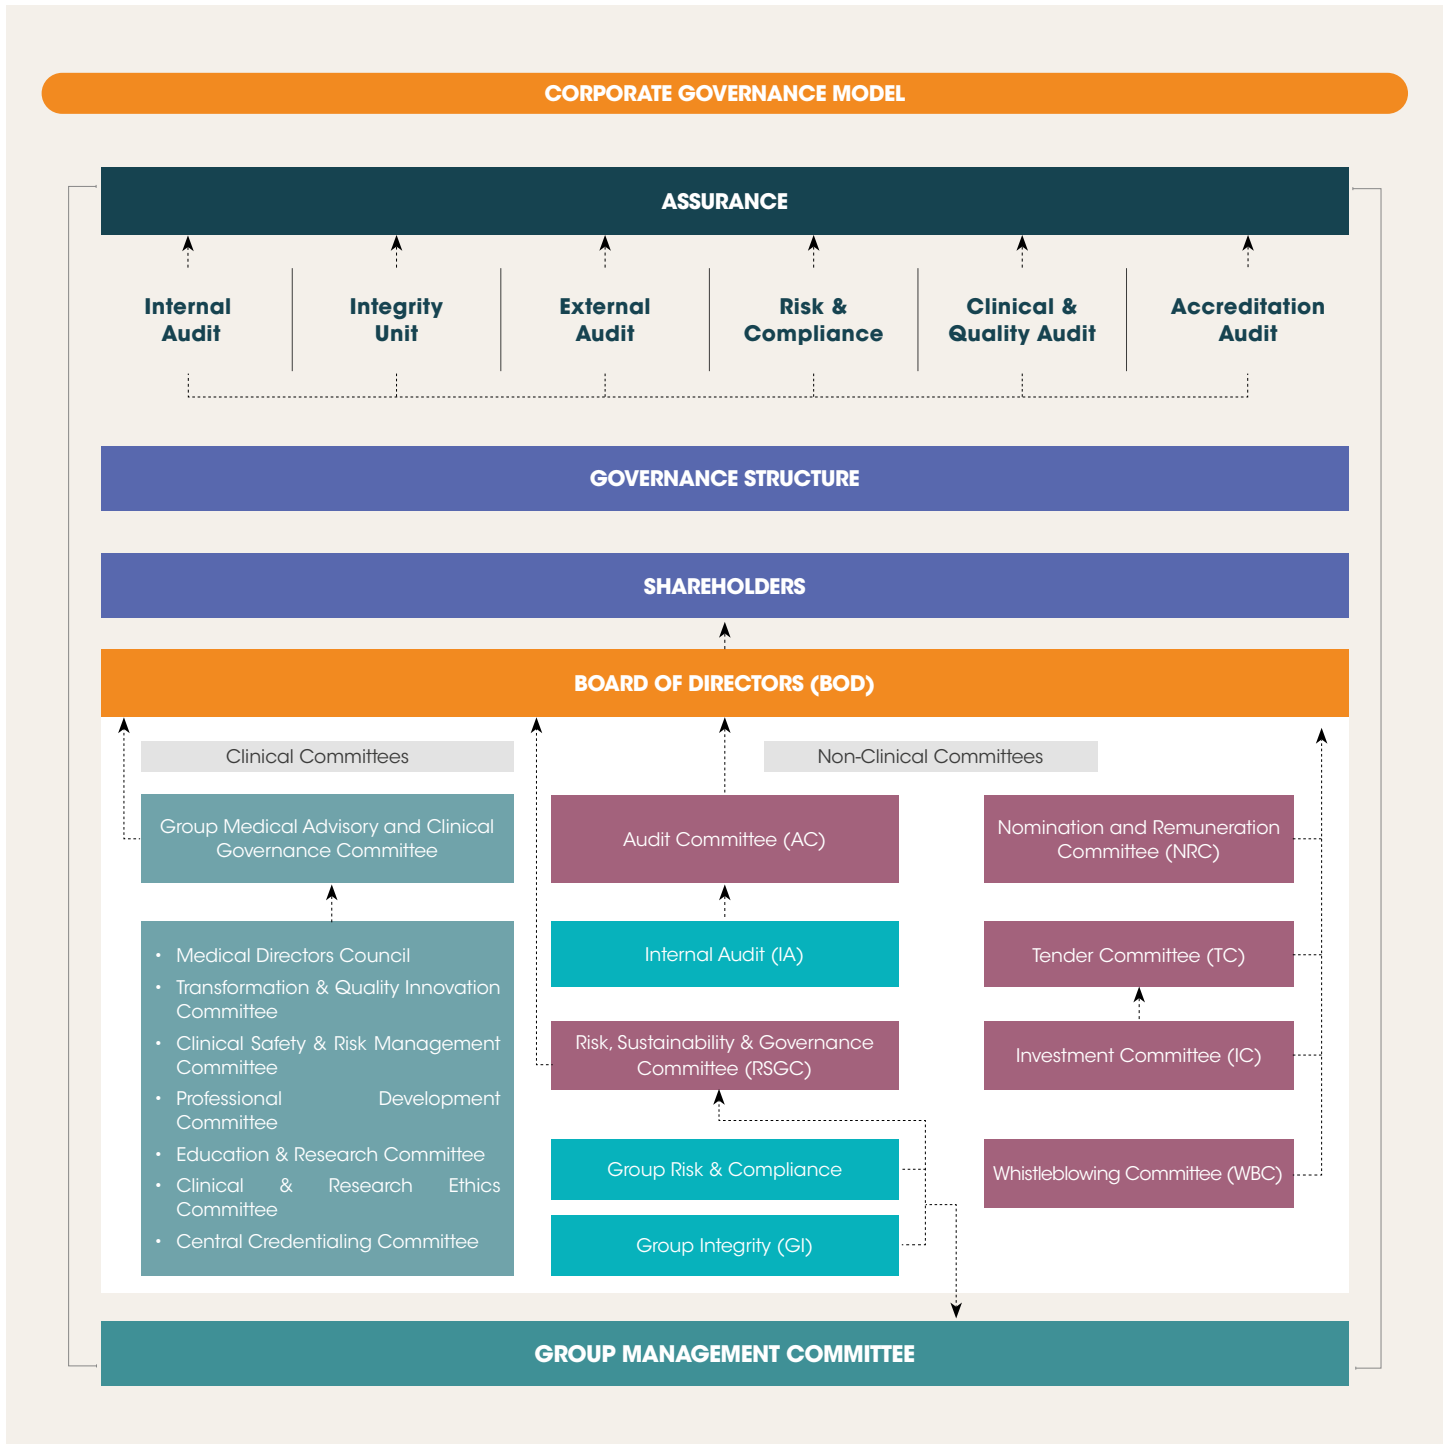 CORPORATE GOVERNANCE MODEL
ASSURANCE
Internal
Audit
Integrity
Unit
External
Audit
Risk &
Compliance
Clinical &
Quality Audit
Accreditation
Audit
GOVERNANCE STRUCTURE
SHAREHOLDERS
BOARD OF DIRECTORS (BOD)
Clinical Committees
Group Medical Advisory and Clinical
Governance Committee
• Medical Directors Council
• Transformation & Quality Innovation
Committee
• Clinical Safety & Risk Management
Committee
• Professional Development
Committee
• Education & Research Committee
• Clinical & Research Ethics
Committee
• Central Credentialing Committee
Non-Clinical Committees
Audit Committee (AC)
Internal Audit (IA)
Risk, Sustainability & Governance
Committee (RSGC)
Group Risk & Compliance
Group Integrity (GI)
Nomination and Remuneration
Committee (NRC)
Tender Committee (TC)
Investment Committee (IC)
Whistleblowing Committee (WBC)
GROUP MANAGEMENT COMMITTEE